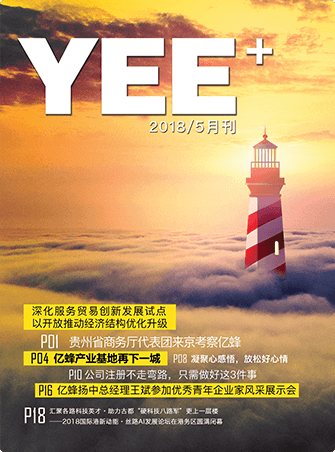 YEE+
2018/5月刊
深化服务贸易创新发展试点
以开放推动经济结构优化升级
P01 贵州省商务厅代表团来京考察亿蜂
P04 亿蜂产业基地再下一城 P08 凝聚心感悟，放松好心情
P10 公司注册不走弯路，只需做好这3件事
P16 亿蜂扬中总经理王斌参加优秀青年企业家风采展示会
P18 汇聚各路科技英才·助力古都“硬科技八路军”更上一层楼
——2018国际港新动能·丝路AI发展论坛在港务区圆满闭幕